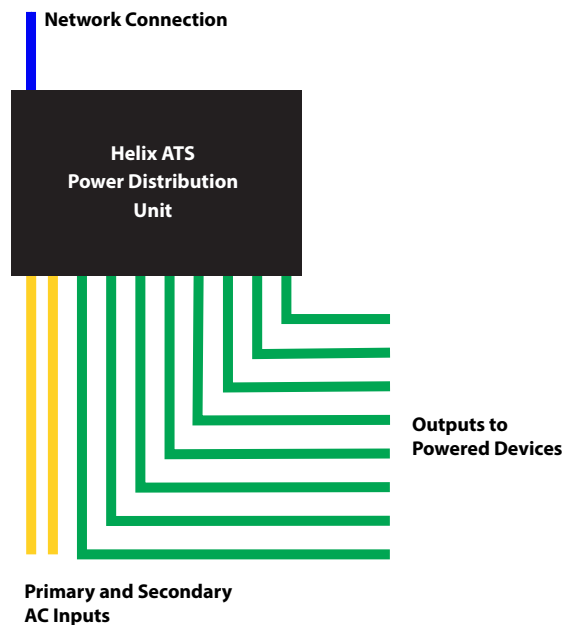 Network Connection
Helix ATS
Power Distribution
Unit
Outputs to
Powered Devices
Primary and Secondary
AC Inputs